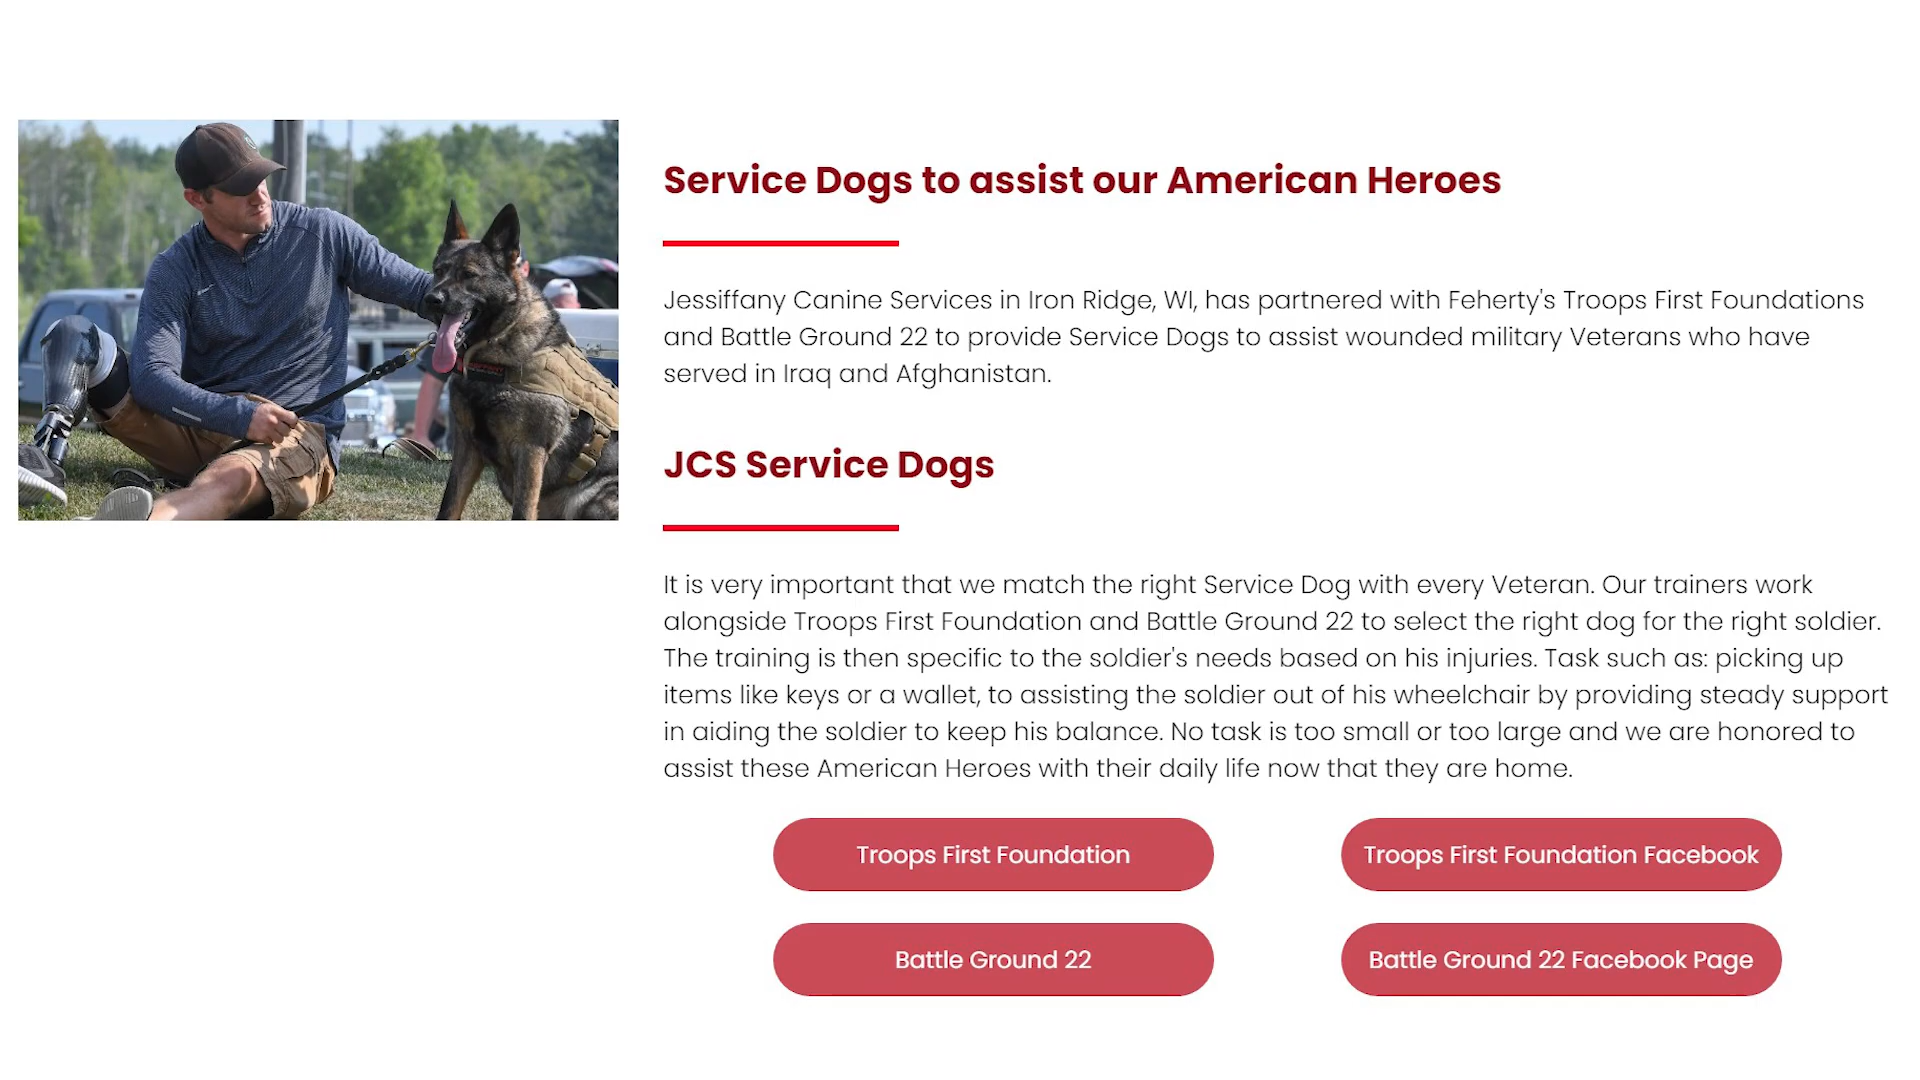 Service Dogs to assist our American Heroes
Jessiffany Canine Services in Iron Ridge, WI, has partnered with Feherty's Troops First Foundations
and Battle Ground 22 to provide Service Dogs to assist wounded military Veterans who have
served in Iraq and Afghanistan.
JCS Service Dogs
It is very important that we match the right Service Dog with every Veteran. Our trainers work
alongside Troops First Foundation and Battle Ground 22 to select the right dog for the right soldier.
The training is then specific to the soldier's needs based on his injuries. Task such as: picking up
items like keys or a wallet, to assisting the soldier out of his wheelchair by providing steady support
in aiding the soldier to keep his balance. No task is too small or too large and we are honored to
assist these American Heroes with their daily life now that they are home.
Troops First Foundation
Troops First Foundation Facebook
Battle Ground 22
Battle Ground 22 Facebook Page